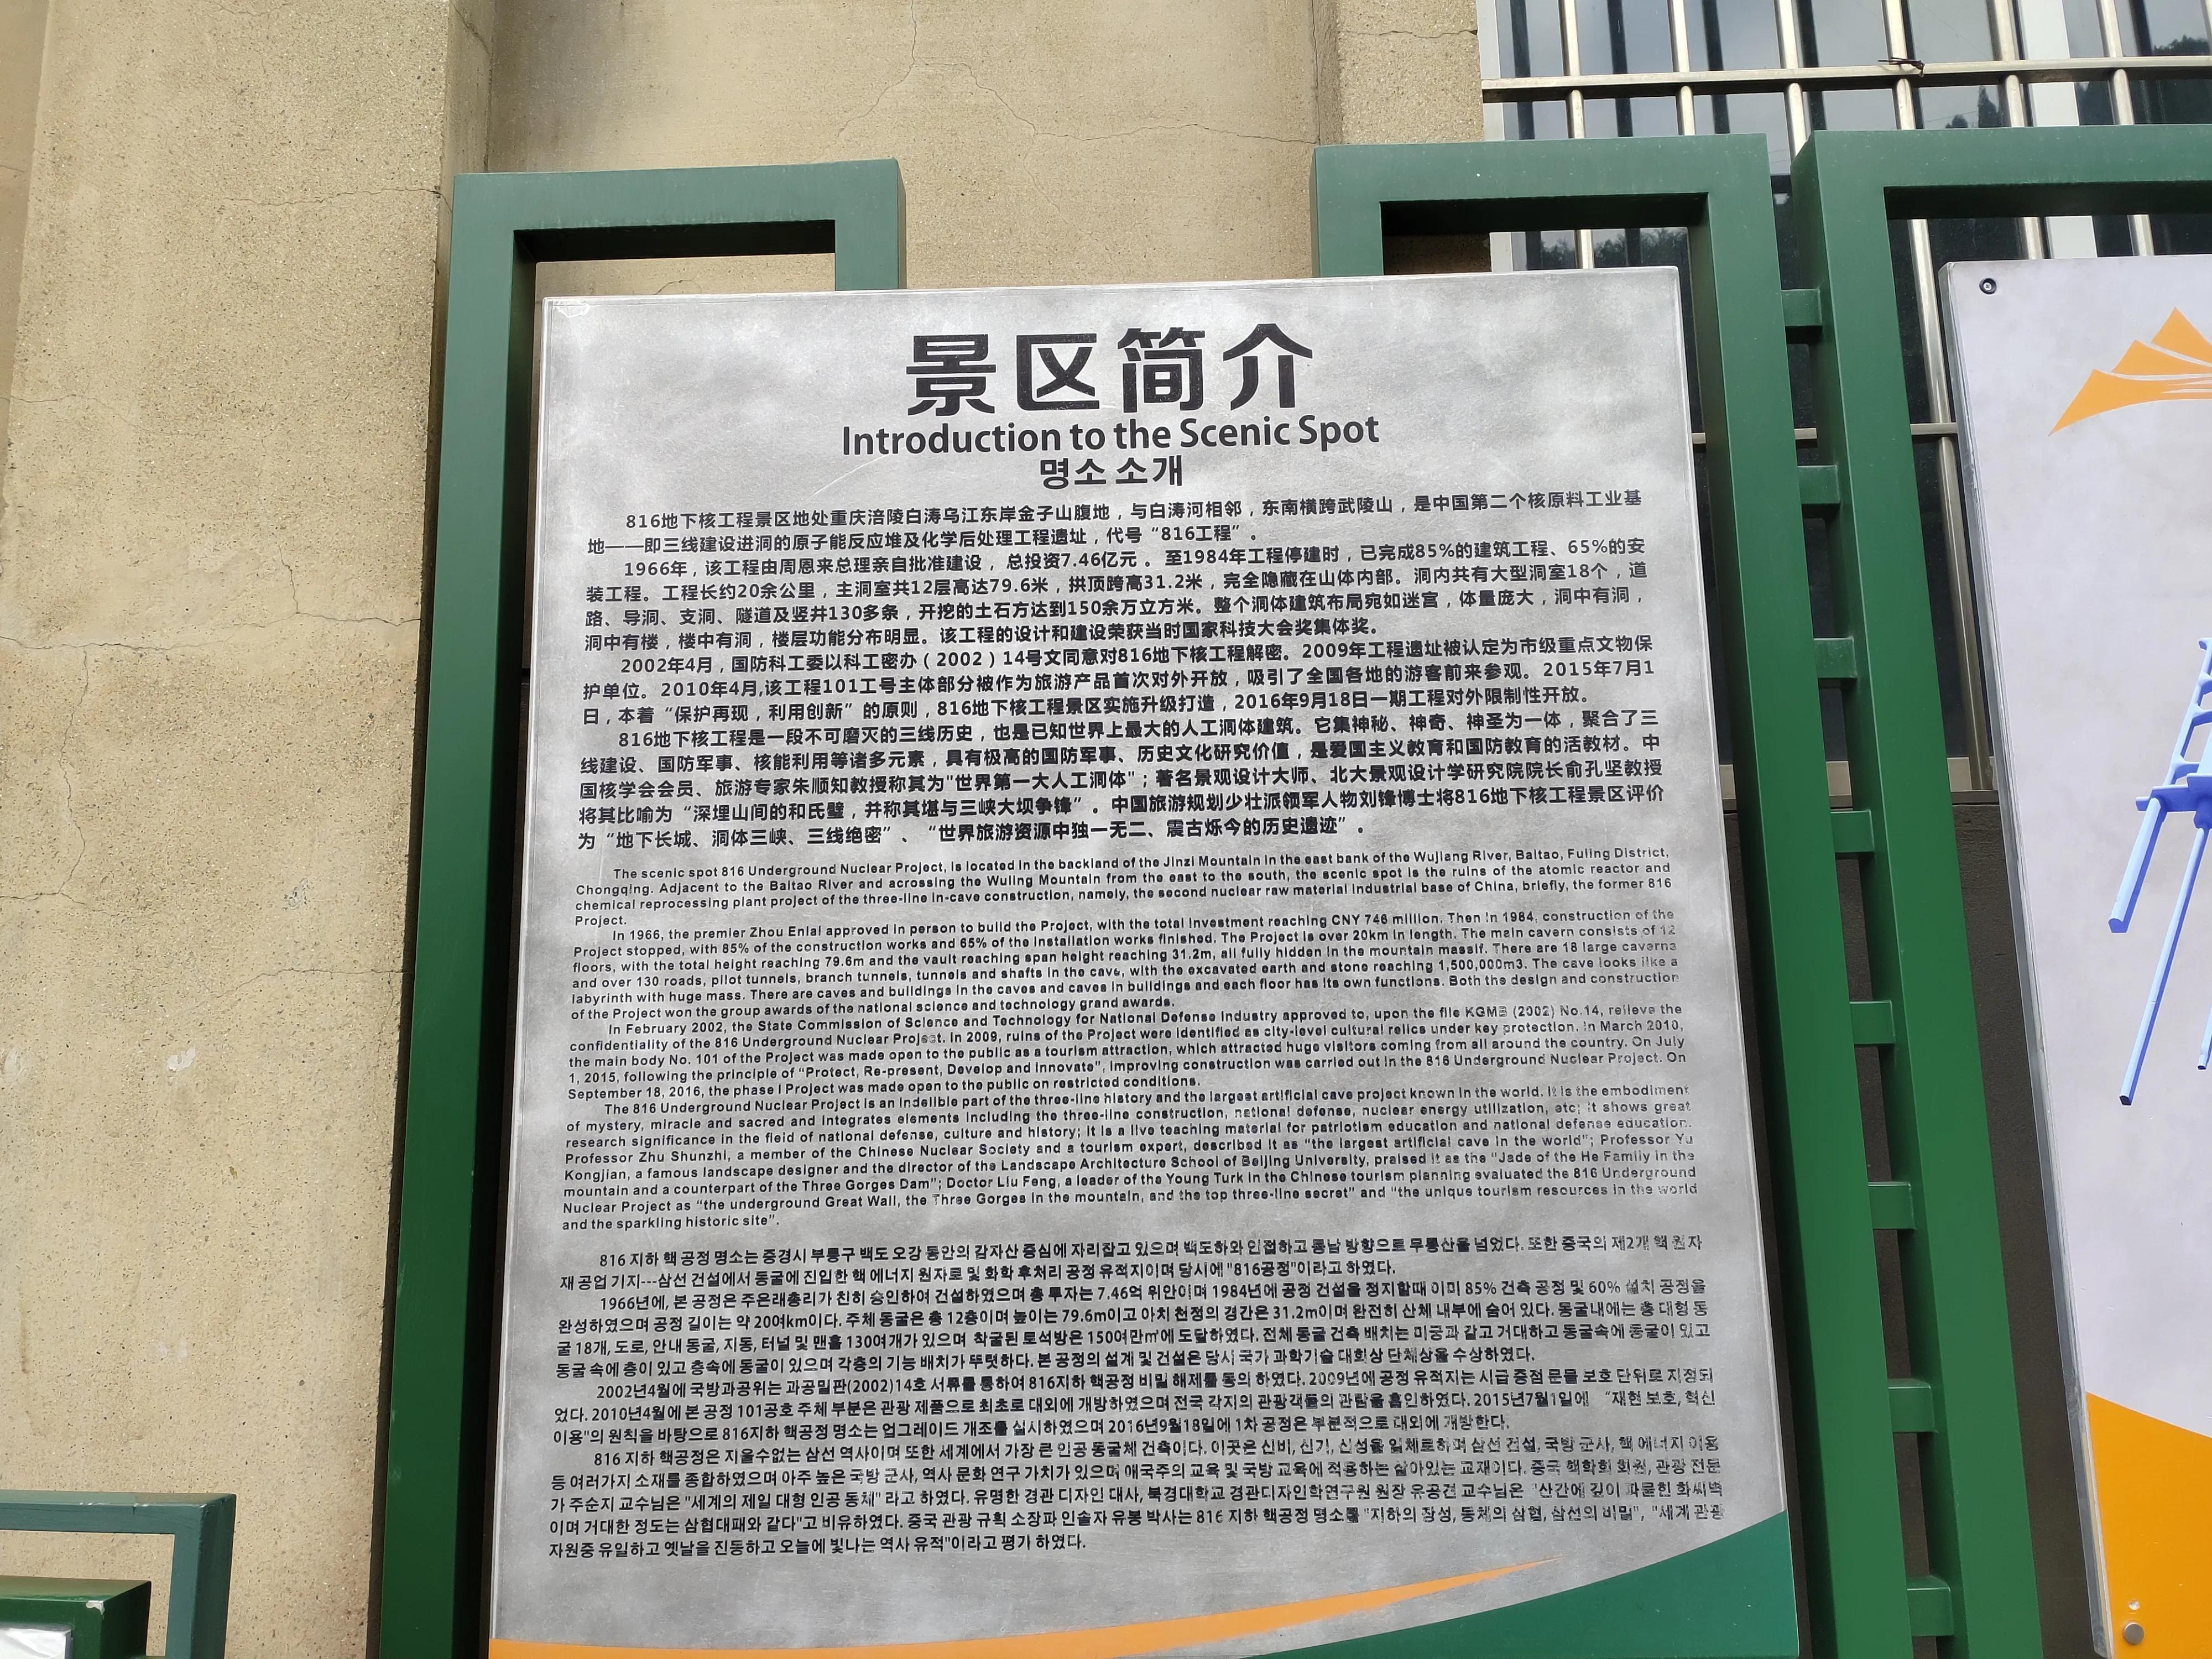 景区简介
Introduction to the Scenic Spot
명소 소개
816地下核工程景区地处重庆涪陵白涛乌江东岸金子山腹地，与白涛河相邻，东南横跨武陵山，是中国第二个核原料工业基
地——即三线建设进洞的原子能反应堆及化学后处理工程遗址，代号“816工程”。
1966年，该工程由周恩来总理亲自批准建设，总投资7.46亿元 。至1984年工程停建时，已完成85%的建筑工程、65%的安
装工程。工程长约20余公里，主洞室共12层高达79.6米，拱顶跨高31.2米，完全隐藏在山体内部。洞内共有大型洞室18个，道
路、导洞、支洞、隧道及竖井130多条，开挖的土石方达到150余万立方米。整个洞体建筑布局宛如迷宫，体量庞大，洞中有洞，
洞中有楼，楼中有洞，楼层功能分布明显。该工程的设计和建设荣获当时国家科技大会奖集体奖。
2002年4月，国防科工委以科工密办（2002）14号文同意对816地下核工程解密。2009年工程遗址被认定为市级重点文物保
护单位。2010年4月,该工程101工号主体部分被作为旅游产品首次对外开放，吸引了全国各地的游客前来参观。2015年7月1
日，本着“保护再现，利用创新”的原则，816地下核工程景区实施升级打造，2016年9月18日一期工程对外限制性开放。
816地下核工程是一段不可磨灭的三线历史，也是已知世界上最大的人工洞体建筑。它集神秘、神奇、神圣为一体，聚合了三
线建设、国防军事、核能利用等诸多元素，具有极高的国防军事、历史文化研究价值，是爱国主义教育和国防教育的活教材。中
国核学会会员、旅游专家朱顺知教授称其为"世界第一大人工洞体"；著名景观设计大师、北大景观设计学研究院院长俞孔坚教授
将其比喻为“深埋山间的和氏璧，并称其堪与三峡大坝争锋”。中国旅游规划少壮派领军人物刘锋博士将816地下核工程景区评价
为“地下长城、洞体三峡、三线绝密”、“世界旅游资源中独一无二、震古烁今的历史遗迹”。
The scenic spot 816 Underground Nuclear Project, is located in the backland of the Jinzi Mountain in the east bank of the Wujiang River, Baitao, Fuling District,
Chongqing. Adjacent to the Baitao River and acrossing the Wuling Mountain from the east to the south, the scenic spot is the ruins of the atomic reactor and
chemical reprocessing plant project of the three-line in-cave construction, namely, the second nuclear raw material industrial base of China, briefly, the former 816
Project.
In 1966, the premier Zhou Enlai approved in person to build the Project, with the total investment reaching CNY 746 million. Then in 1984, construction of the
Project stopped, with 85% of the construction works and 65% of the installation works finished. The Project is over 20km in length. The main cavern consists of 12
floors, with the total height reaching 79.6m and the vault reaching span height reaching 31.2m, all fully hidden in the mountain massif. There are 18 large caverns
and over 130 roads, pilot tunnels, branch tunnels, tunnels and shafts in the cave, with the excavated earth and stone reaching 1,500,000m3. The cave looks like a
labyrinth with huge mass. There are caves and buildings in the caves and caves in buildings and each floor has its own functions. Both the design and construction
of the Project won the group awards of the national science and technology grand awards.
In February 2002, the State Commission of Science and Technology for National Defense Industry approved to, upon the file KGMB (2002) No.14, relieve the
confidentiality of the 816 Underground Nuclear Project. In 2009, ruins of the Project were identified as city-level cultural relics under key protection. In March 2010,
the main body No. 101 of the Project was made open to the public as a tourism attraction, which attracted huge visitors coming from all around the country. On July
1, 2015, following the principle of “Protect, Re-present, Develop and Innovate”, improving construction was carried out in the 816 Underground Nuclear Project. On
September 18, 2016, the phase I Project was made open to the public on restricted conditions.
The 816 Underground Nuclear Project is an indelible part of the three-line history and the largest artificial cave project known in the world. It is the embodiment
of mystery, miracle and sacred and integrates elements including the three-line construction, national defense, nuclear energy utilization, etc; it shows great
research significance in the field of national defense, culture and history; it is a live teaching material for patriotism education and national defense education.
Professor Zhu Shunzhi, a member of the Chinese Nuclear Society and a tourism expert, described it as “the largest artificial cave in the world”; Professor Yu
Kongjian, a famous landscape designer and the director of the Landscape Architecture School of Beijing University, praised it as the “Jade of the He Family in the
mountain and a counterpart of the Three Gorges Dam”; Doctor Liu Feng, a leader of the Young Turk in the Chinese tourism planning evaluated the 816 Underground
Nuclear Project as “the underground Great Wall, the Three Gorges in the mountain, and the top three-line secret” and “the unique tourism resources in the world
and the sparkling historic site”.
816 지하 핵 공정 명소는 중경시 부릉구 백도 오강 동안의 감자산 중심에 자리잡고 있으며 백도하와 인접하고 동남 방향으로 무릉산을 넘었다. 또한 중국의 제2개 핵 원자
재 공업 기지---삼선 건설에서 동굴에 진입한 핵 에너지 원자로 및 화학 후처리 공정 유적지이며 당시에 "816공정"이라고 하였다.
1966년에, 본 공정은 주은래총리가 친히 승인하여 건설하였으며 총 투자는 7.46억 위안이며 1984년에 공정 건설을 정지할때 이미 85% 건축 공정 및 60% 설치 공정을
완성하였으며 공정 길이는 약 20여km이다. 주체 동굴은 총 12층이며 높이는 79.6m이고 아치 천정의 경간은 31.2m이며 완전히 산체 내부에 숨어 있다. 동굴내에는 총 대형 동
굴 18개, 도로, 안내 동굴, 지동, 터널 및 맨홀 130여개가 있으며 착굴된 토석방은 150여만㎥에 도달하였다. 전체 동굴 건축 배치는 미궁과 같고 거대하고 동굴속에 동굴이 있고
동굴 속에 층이 있고 층속에 동굴이 있으며 각층의 기능 배치가 뚜렷하다. 본 공정의 설계 및 건설은 당시 국가 과학기술 대회상 단체상을 수상하였다.
2002년4월에 국방과공위는 과공밀판(2002)14호 서류를 통하여 816지하 핵공정 비밀 해제를 동의 하였다. 2009년에 공정 유적지는 시급 중점 문물 보호 단위로 지정되
었다. 2010년4월에 본 공정 101공호 주체 부분은 관광 제품으로 최초로 대외에 개방하였으며 전국 각지의 관광객들의 관람을 흡인하였다. 2015년7월1일에 “재현 보호, 혁신
이용"의 원칙을 바탕으로 816지하 핵공정 명소는 업그레이드 개조를 실시하였으며 2016년9월18일에 1차 공정은 부분적으로 대외에 개방한다.
816 지하 핵공정은 지울수없는 삼선 역사이며 또한 세계에서 가장 큰 인공 동굴체 건축이다. 이곳은 신비, 신기, 신성을 일체로하며 삼선 건설, 국방 군사, 핵 에너지 이용
등 여러가지 소재를 종합하였으며 아주 높은 국방 군사, 역사 문화 연구 가치가 있으며 애국주의 교육 및 국방 교육에 적용하는 살아있는 교재이다. 중국 핵학회 회원, 관광 전문
가 주순지 교수님은 "세계의 제일 대형 인공 동체" 라고 하였다. 유명한 경관 디자인 대사, 북경대학교 경관디자인학연구원 원장 유공견 교수님은 "산간에 깊이 파묻힌 화씨벽
이며 거대한 정도는 삼협대패와 같다"고 비유하였다. 중국 관광 규획 소장파 인솔자 유봉 박사는 816 지하 핵공정 명소를 "지하의 장성, 동체의 삼협, 삼선의 비밀", "세계 관광
자원중 유일하고 옛날을 진동하고 오늘에 빛나는 역사 유적"이라고 평가 하였다.